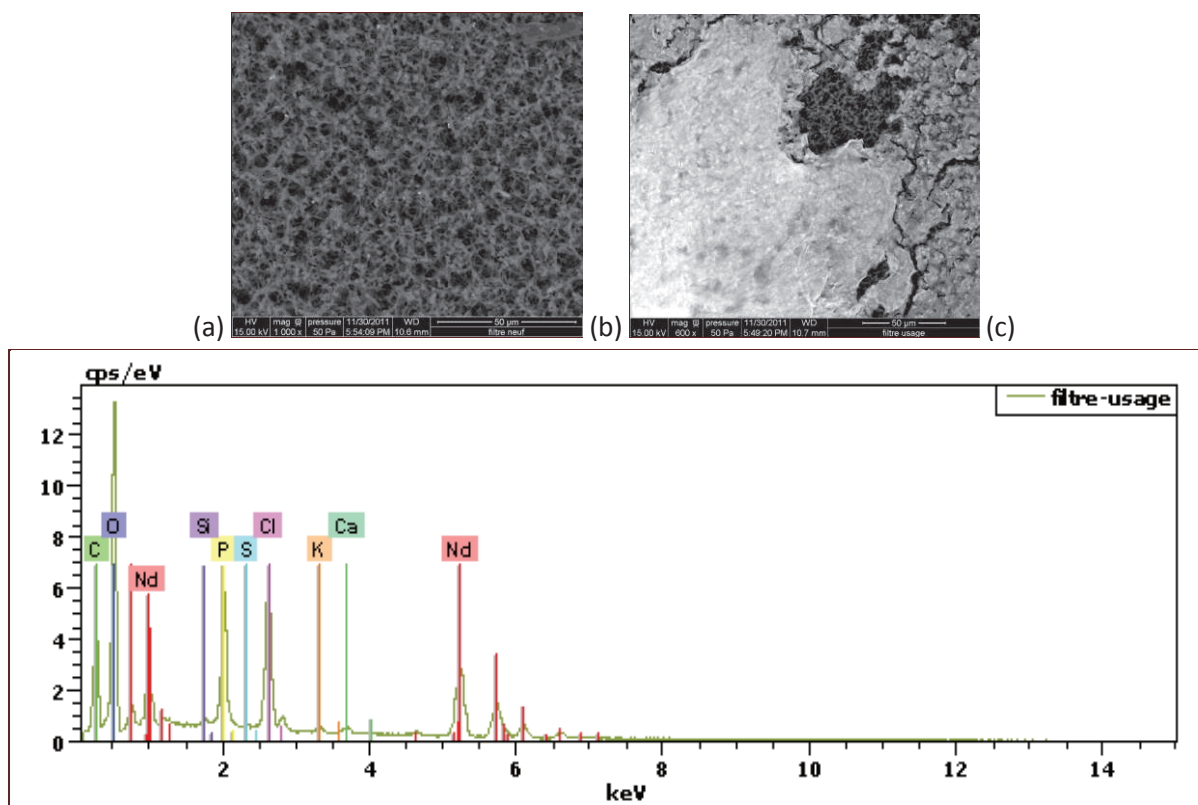 HV mag @ pressure 11/30/2011 WD 50 µm
15.00 kV 1 000 x 50 Pa 5:54:09 PM 10.6 mm filtre neuf
HV mag @ pressure 11/30/2011 WD 50 µm
15.00 kV 600 x 50 Pa 5:49:20 PM 10.7 mm filtre usage
(a) (b) (c)
cps/eV
filtre-usage
12
10
8
6
4
2
0
C O Nd Si P S Cl K Ca Nd
2 4 6 8 10 12 14
keV